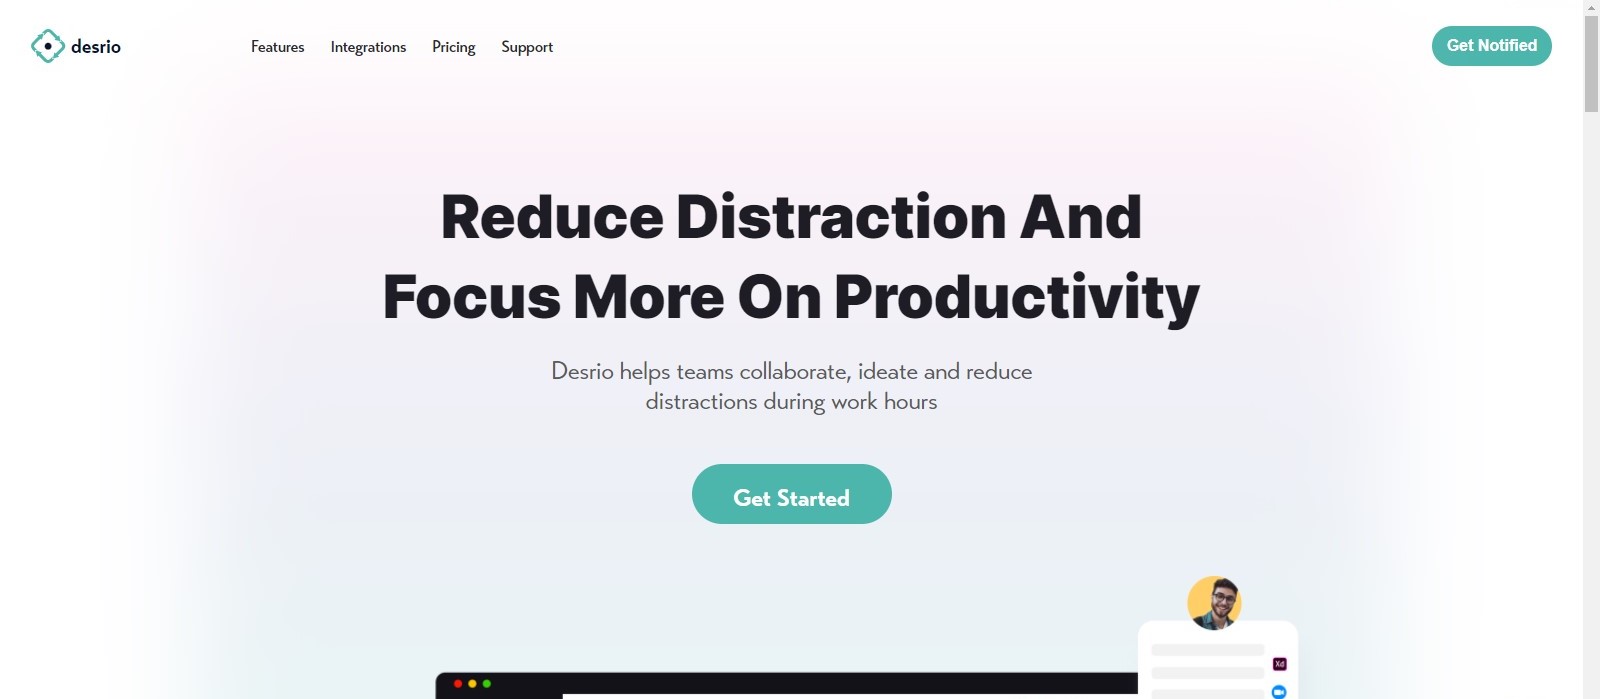 desrio
Features Integrations Pricing Support
Get Notified
Reduce Distraction And
Focus More On Productivity
Desrio helps teams collaborate, ideate and reduce
distractions during work hours
Get Started
Xd